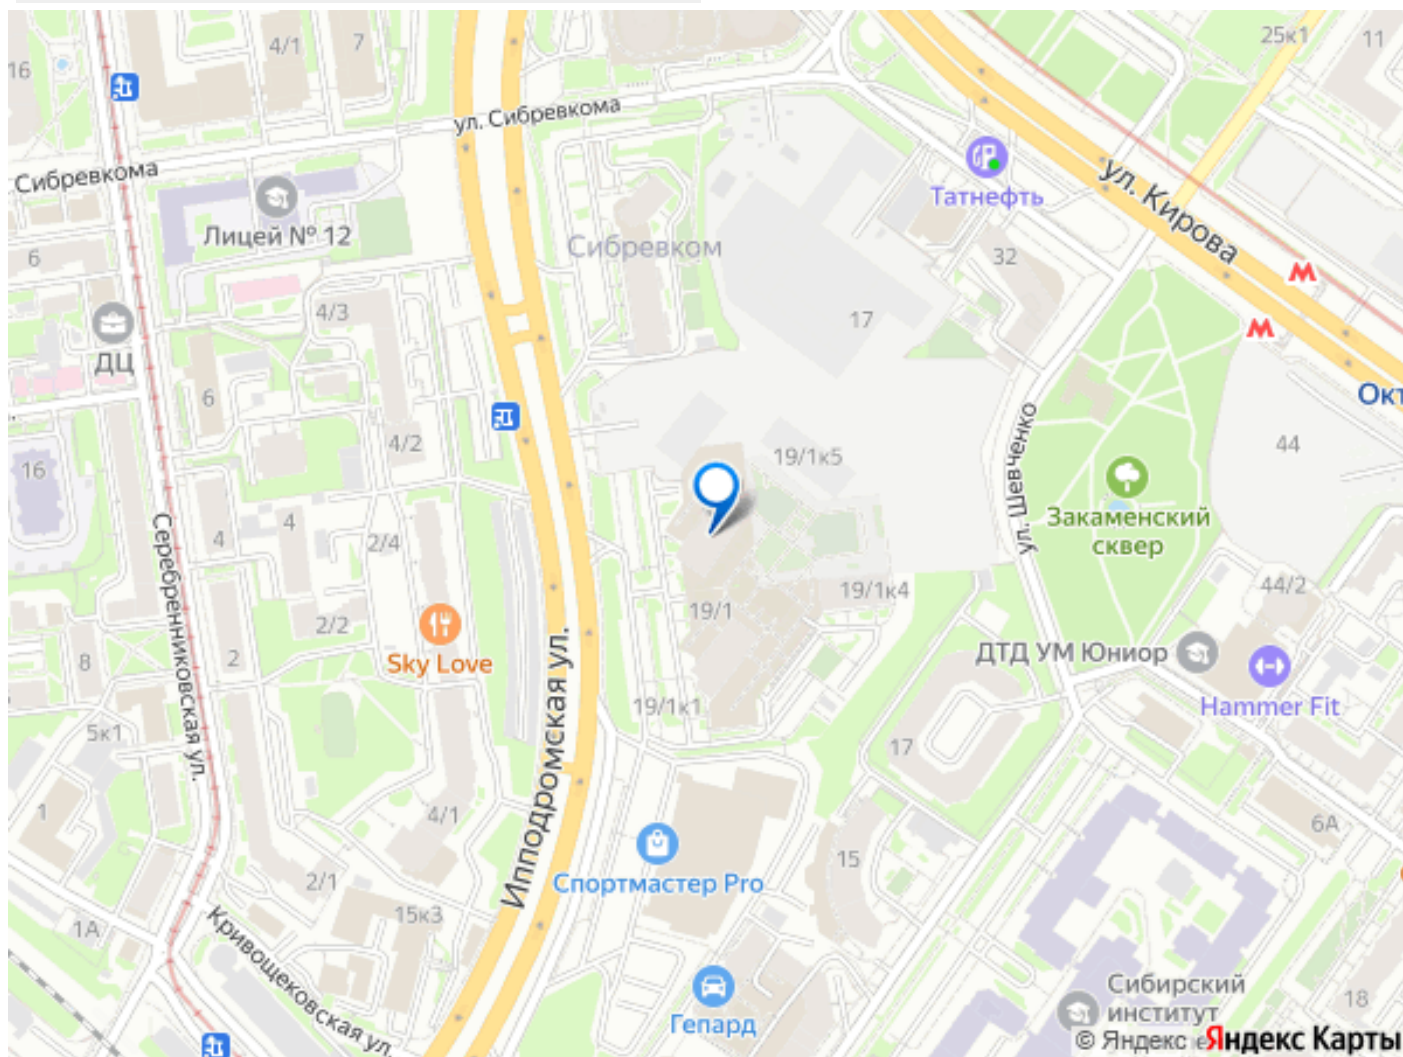 4/1
7
25к1
11
16
ул. Сибревкома
Сибревкома
Татнефть
ул. Кирова
Лицей № 12
Сибревком
6
32
4/3
17
ДЦ
6
Окт
4/2
19/1к5
44
16
ул. Шевченко
Закаменский
сквер
4
4
2/4
Серебренниковская ул.
19/1
19/1к4
44/2
2/2
8
2
Sky Love
ДТД УМ Юниор
Hammer Fit
5к1
19/1к1
17
Ипподромская ул.
1
4/1
6А
15
Спортмастер Pro
2/1
15к3
1А
Кривощековская ул.
Сибирский
институт
18
Гепард
© Яндекс
Яндекс Карты